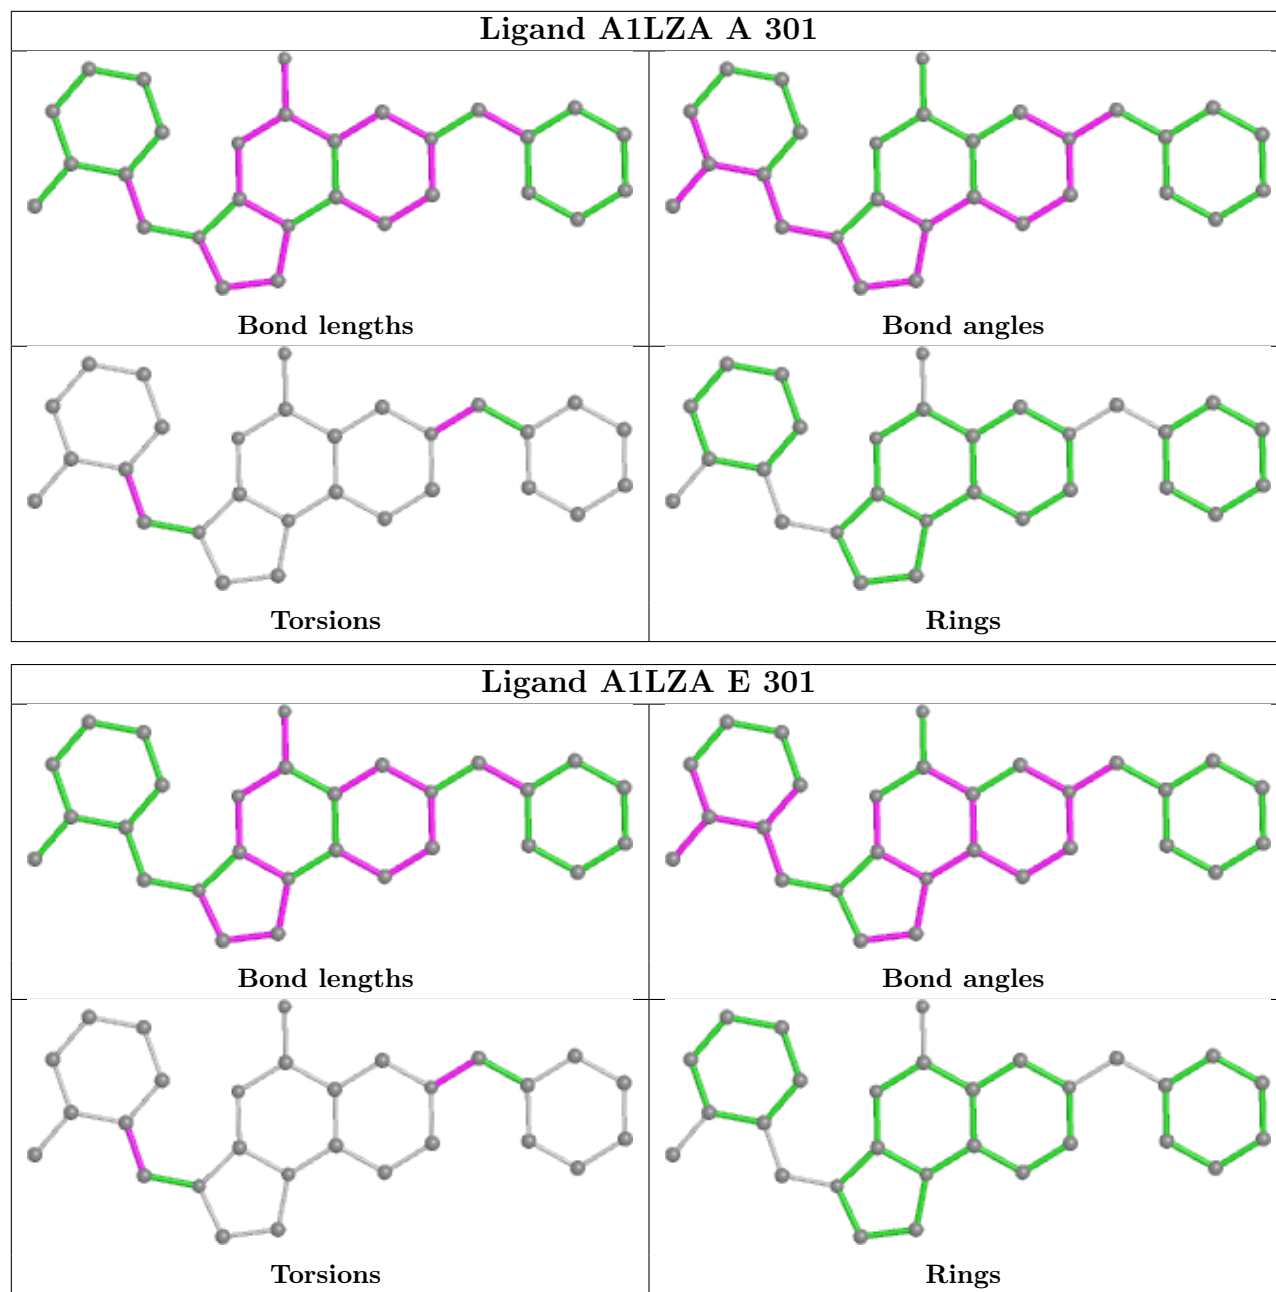 Ligand A1LZA A 301
Bond lengths
Bond angles
Torsions
Rings
Ligand A1LZA E 301
Bond lengths
Bond angles
Torsions
Rings